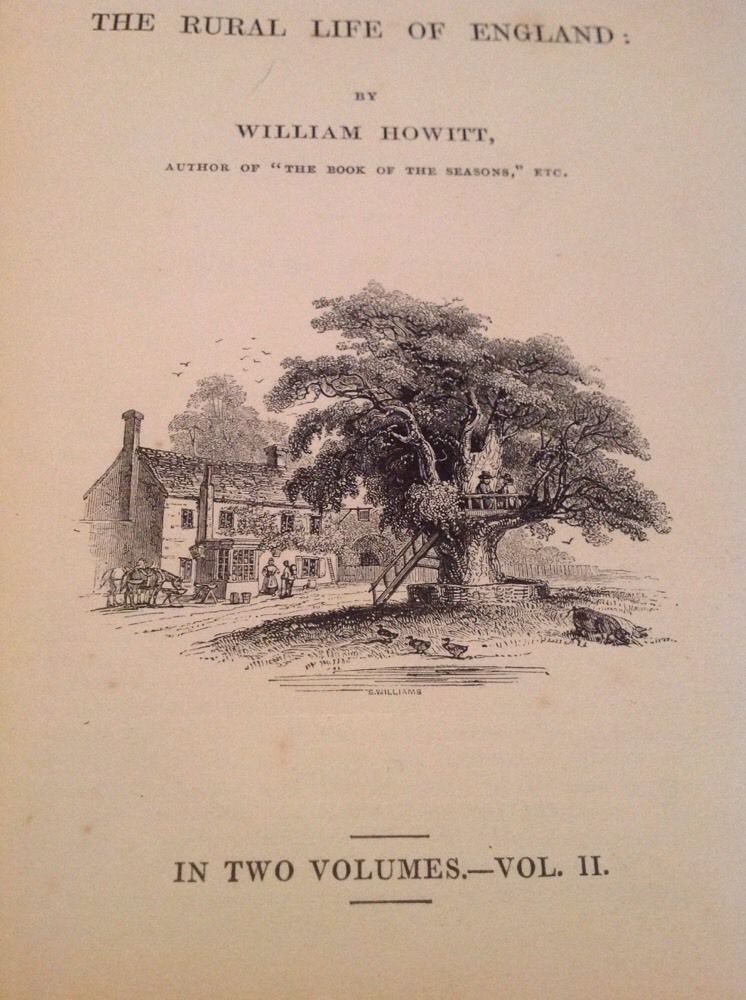 THE RURAL LIFE OF ENGLAND:
BY
WILLIAM HOWITT,
AUTHOR OF "THE BOOK OF THE SEASONS," ETC.
S. WILLIAMS
IN TWO VOLUMES.—VOL. II.